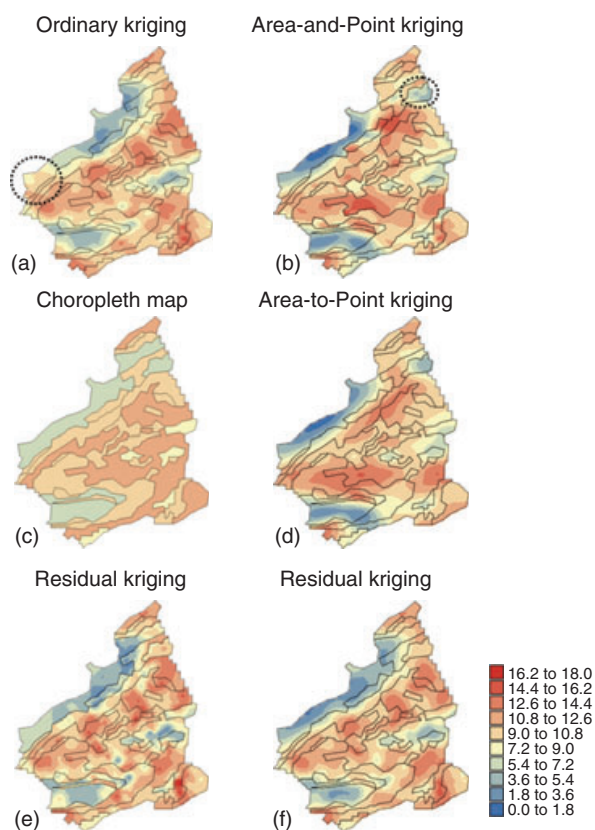 Ordinary kriging
Area-and-Point kriging
(a)
(b)
Choropleth map
Area-to-Point kriging
(c)
(d)
Residual kriging
Residual kriging
16.2 to 18.0
14.4 to 16.2
12.6 to 14.4
10.8 to 12.6
9.0 to 10.8
7.2 to 9.0
5.4 to 7.2
3.6 to 5.4
1.8 to 3.6
0.0 to 1.8
(e)
(f)